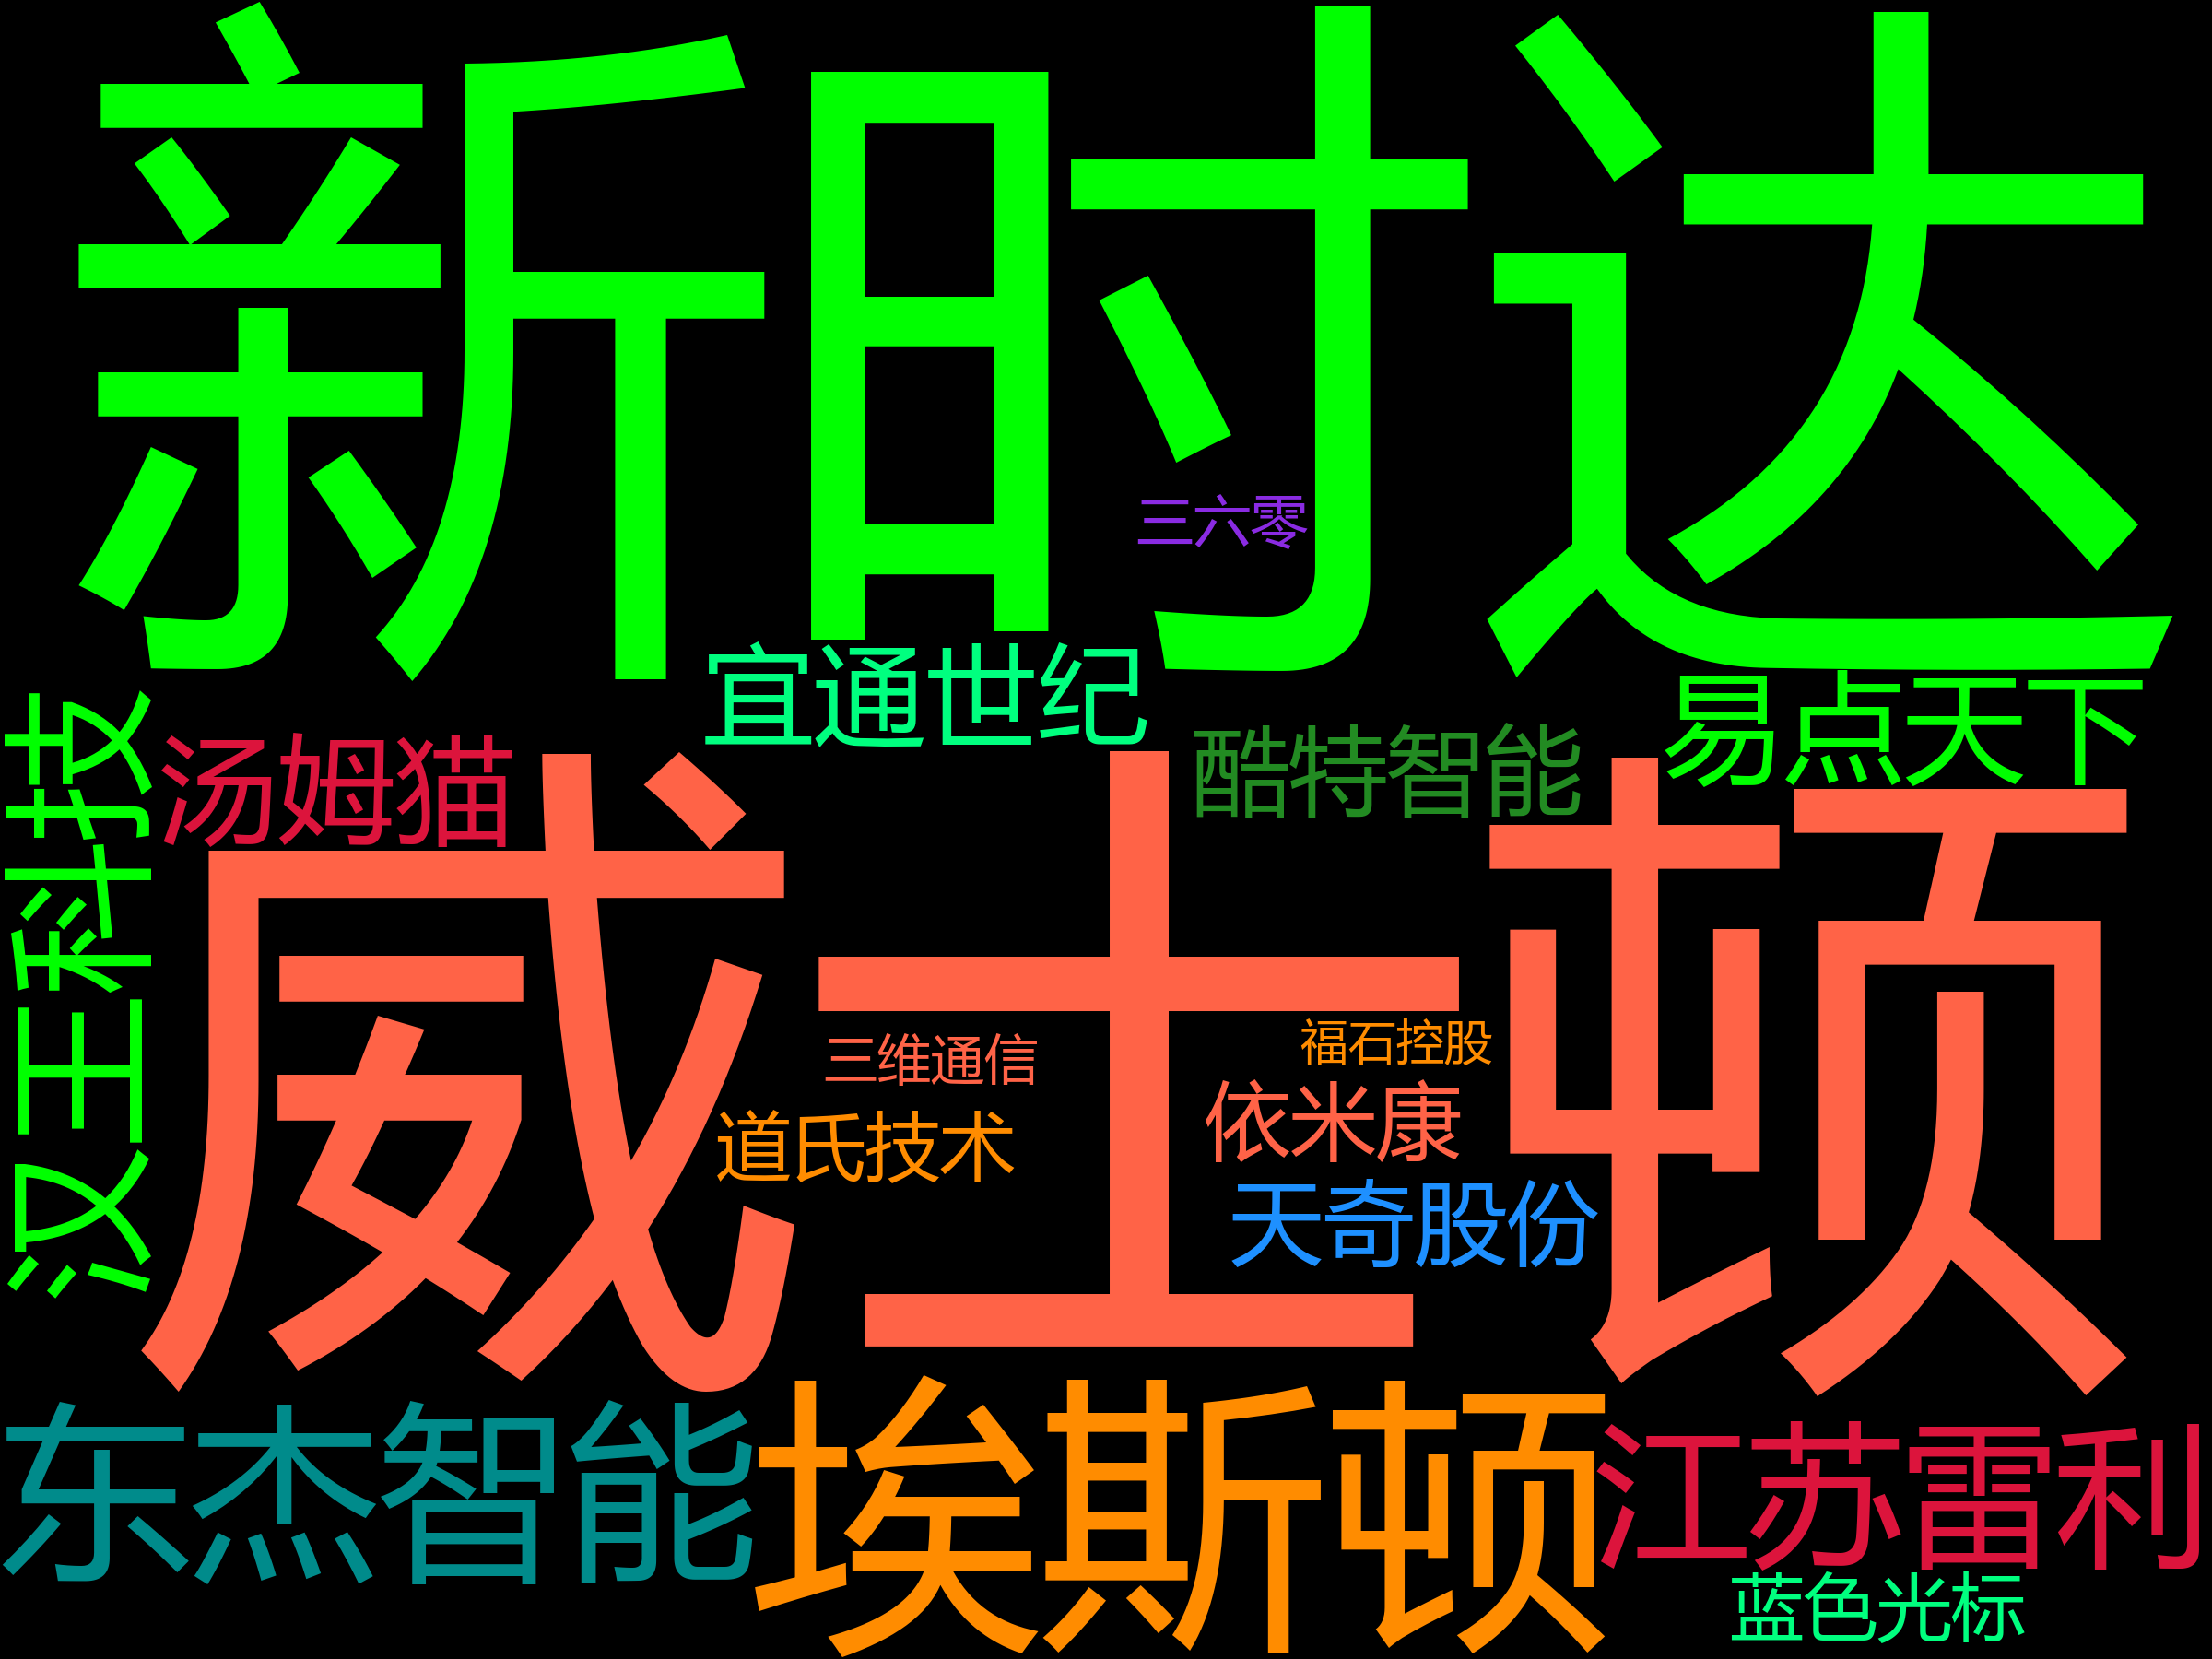 新时达
三六零
宜通世纪
易点天下
汤姆猫
酷特智能
汉王科技
威士顿
三维通信
福石控股
依米康
道氏技术
天奇股份
东杰智能
埃斯顿
江苏雷利
蓝色光标